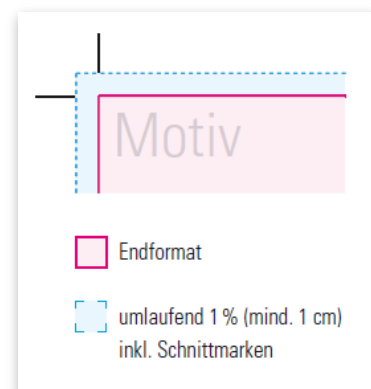 Motiv
Endformat
umlaufend 1 % (mind. 1 cm)
inkl. Schnittmarken